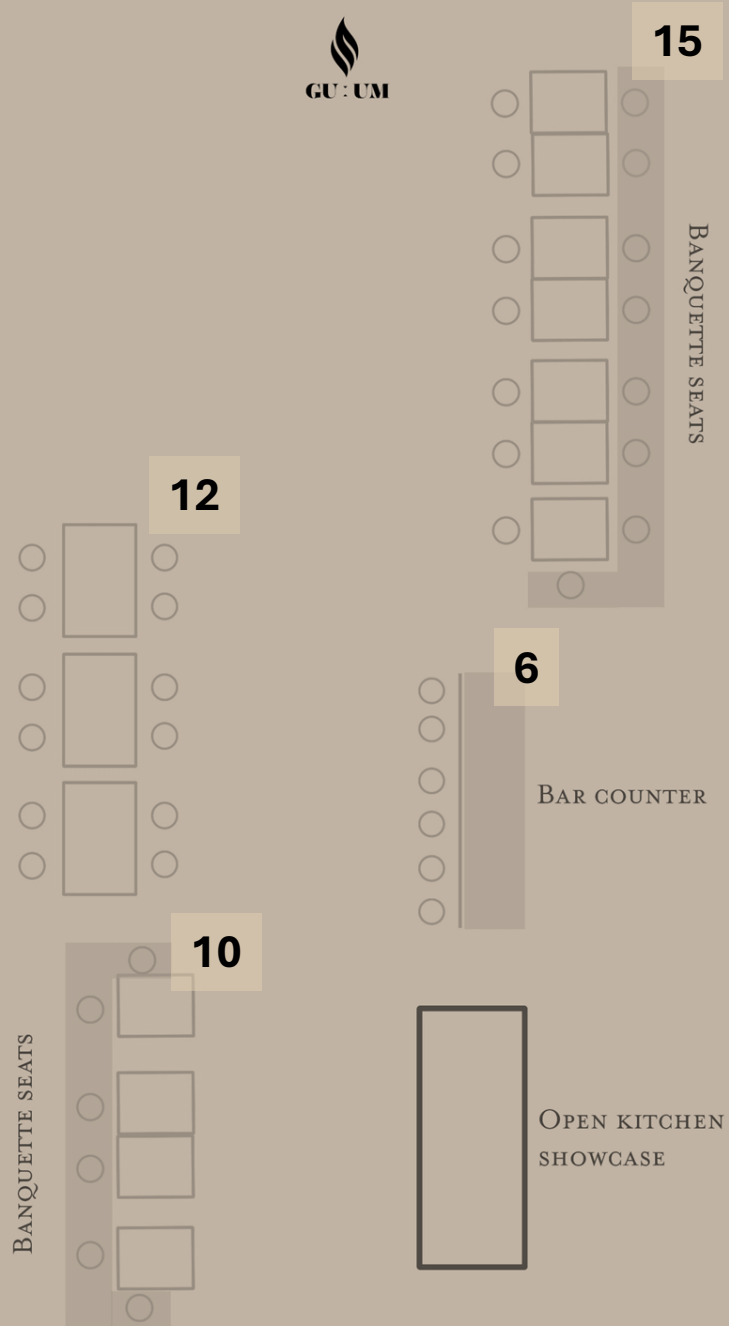 GU:UM
15
BANQUETTE SEATS
12
6
BAR COUNTER
10
BANQUETTE SEATS
OPEN KITCHEN
SHOWCASE